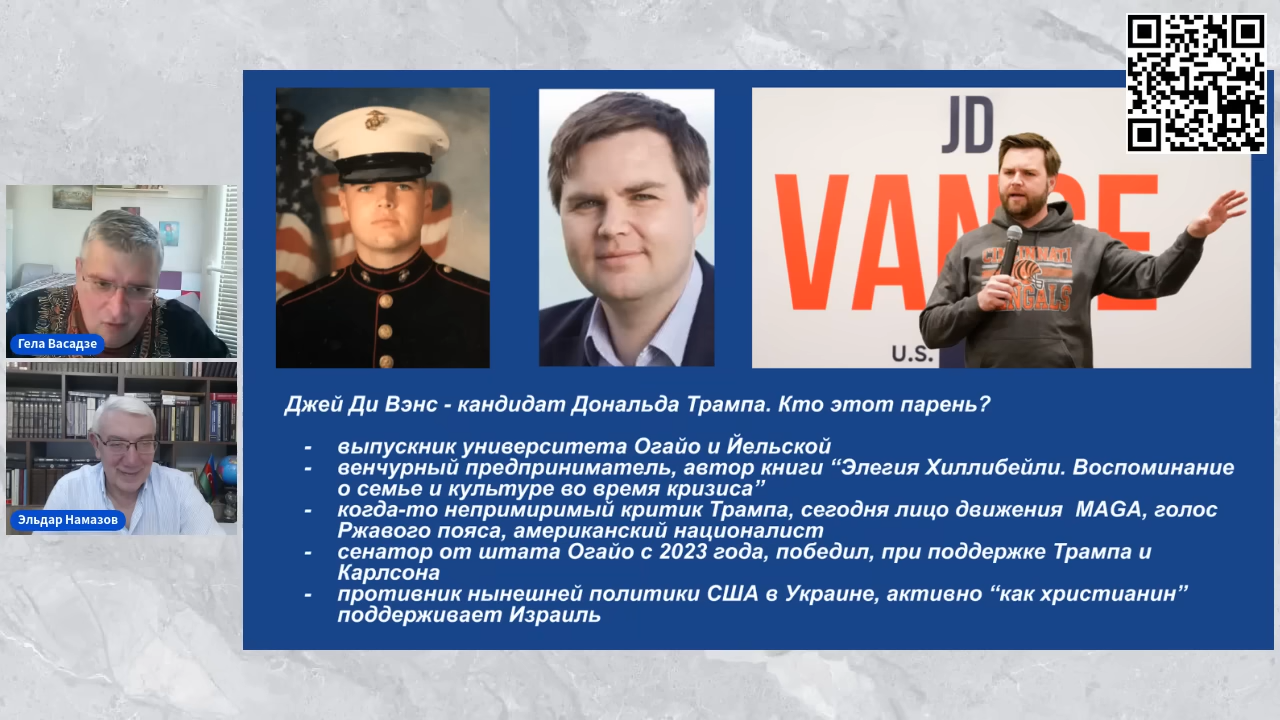 JD
VANCE
CINCINNATI
BENGALS
U.S.
Гела Васадзе
Эльдар Намазов
Джей Ди Вэнс - кандидат Дональда Трампа. Кто этот парень?
- выпускник университета Огайо и Йельской
- венчурный предприниматель, автор книги “Элегия Хиллибейли. Воспоминание
о семье и культуре во время кризиса”
- когда-то непримиримый критик Трампа, сегодня лицо движения MAGA, голос
Ржавого пояса, американский националист
- сенатор от штата Огайо с 2023 года, победил, при поддержке Трампа и
Карлсона
- противник нынешней политики США в Украине, активно “как христианин”
поддерживает Израиль